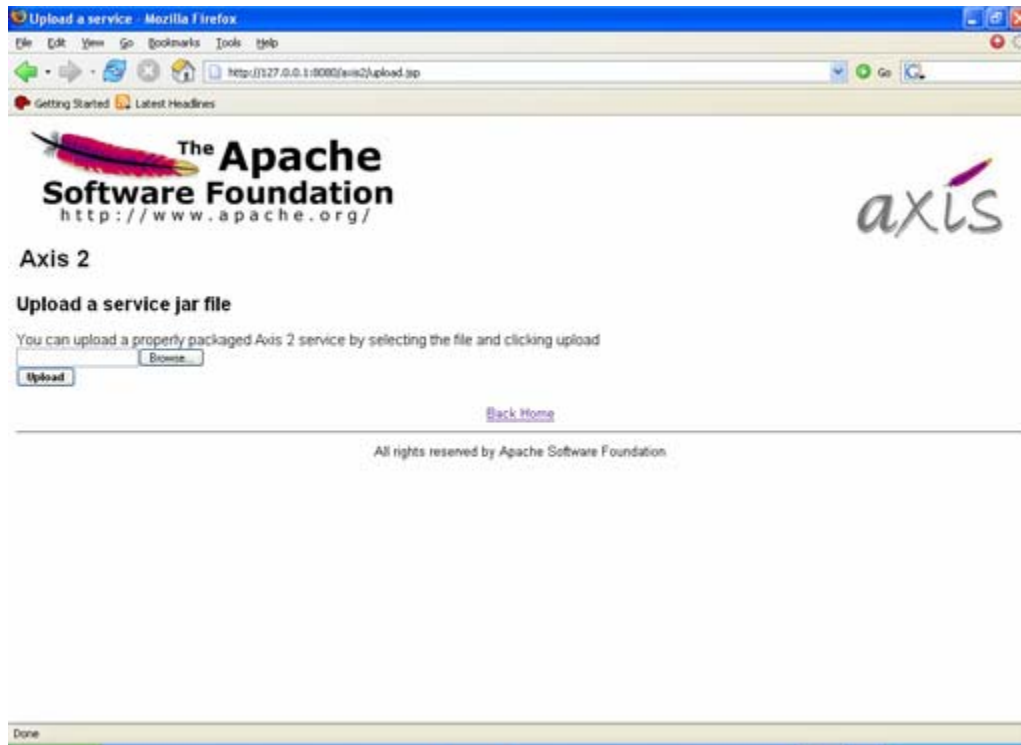 Upload a service - Mozilla Firefox
File Edit View Go Bookmarks Tools Help
http://127.0.0.1:8080/axis2/upload.jsp
Go
Getting Started Latest Headlines
The Apache
Software Foundation
http://www.apache.org/
axis
Axis 2
Upload a service jar file
You can upload a properly packaged Axis 2 service by selecting the file and clicking upload
Browse...
Upload
Back Home
All rights reserved by Apache Software Foundation
Done